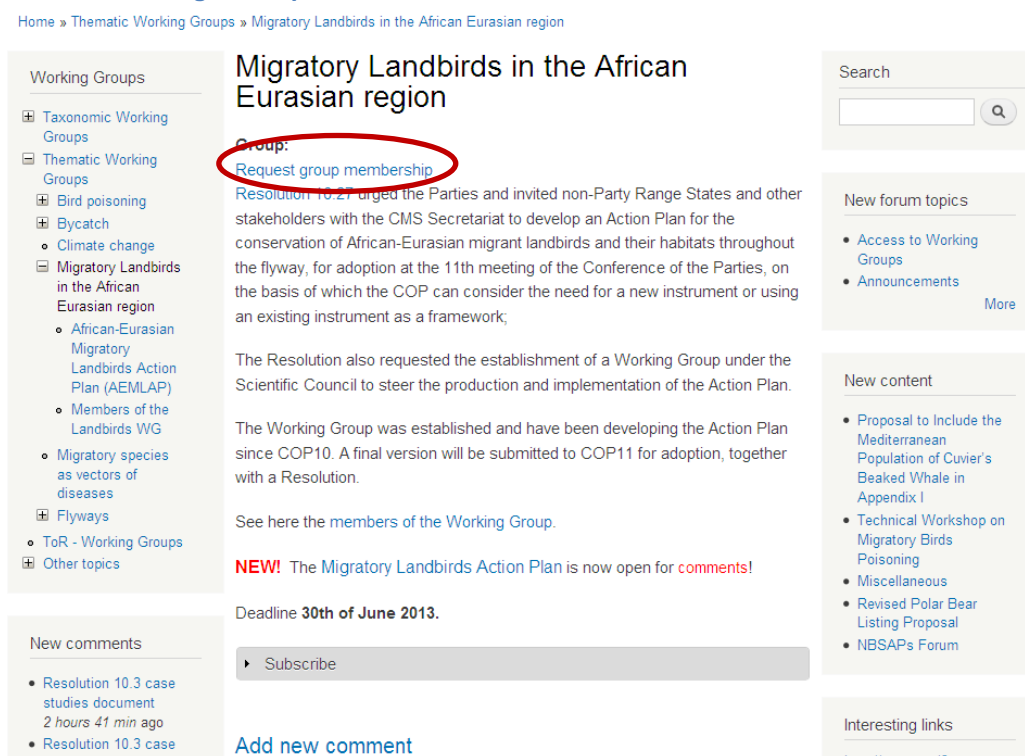 Home » Thematic Working Groups » Migratory Landbirds in the African Eurasian region
Working Groups
Taxonomic Working
Groups
Thematic Working
Groups
Bird poisoning
Bycatch
Climate change
Migratory Landbirds
in the African
Eurasian region
African-Eurasian
Migratory
Landbirds Action
Plan (AEMLAP)
Members of the
Landbirds WG
Migratory species
as vectors of
diseases
Flyways
ToR - Working Groups
Other topics
New comments
Resolution 10.3 case
studies document
2 hours 41 min ago
Resolution 10.3 case
Migratory Landbirds in the African
Eurasian region
Group:
Request group membership
Resolution 10.27 urged the Parties and invited non-Party Range States and other
stakeholders with the CMS Secretariat to develop an Action Plan for the
conservation of African-Eurasian migrant landbirds and their habitats throughout
the flyway, for adoption at the 11th meeting of the Conference of the Parties, on
the basis of which the COP can consider the need for a new instrument or using
an existing instrument as a framework;
The Resolution also requested the establishment of a Working Group under the
Scientific Council to steer the production and implementation of the Action Plan.
The Working Group was established and have been developing the Action Plan
since COP10. A final version will be submitted to COP11 for adoption, together
with a Resolution.
See here the members of the Working Group.
NEW! The Migratory Landbirds Action Plan is now open for comments!
Deadline 30th of June 2013.
Subscribe
Add new comment
Search
New forum topics
Access to Working
Groups
Announcements
More
New content
Proposal to Include the
Mediterranean
Population of Cuvier's
Beaked Whale in
Appendix I
Technical Workshop on
Migratory Birds
Poisoning
Miscellaneous
Revised Polar Bear
Listing Proposal
NBSAPs Forum
Interesting links